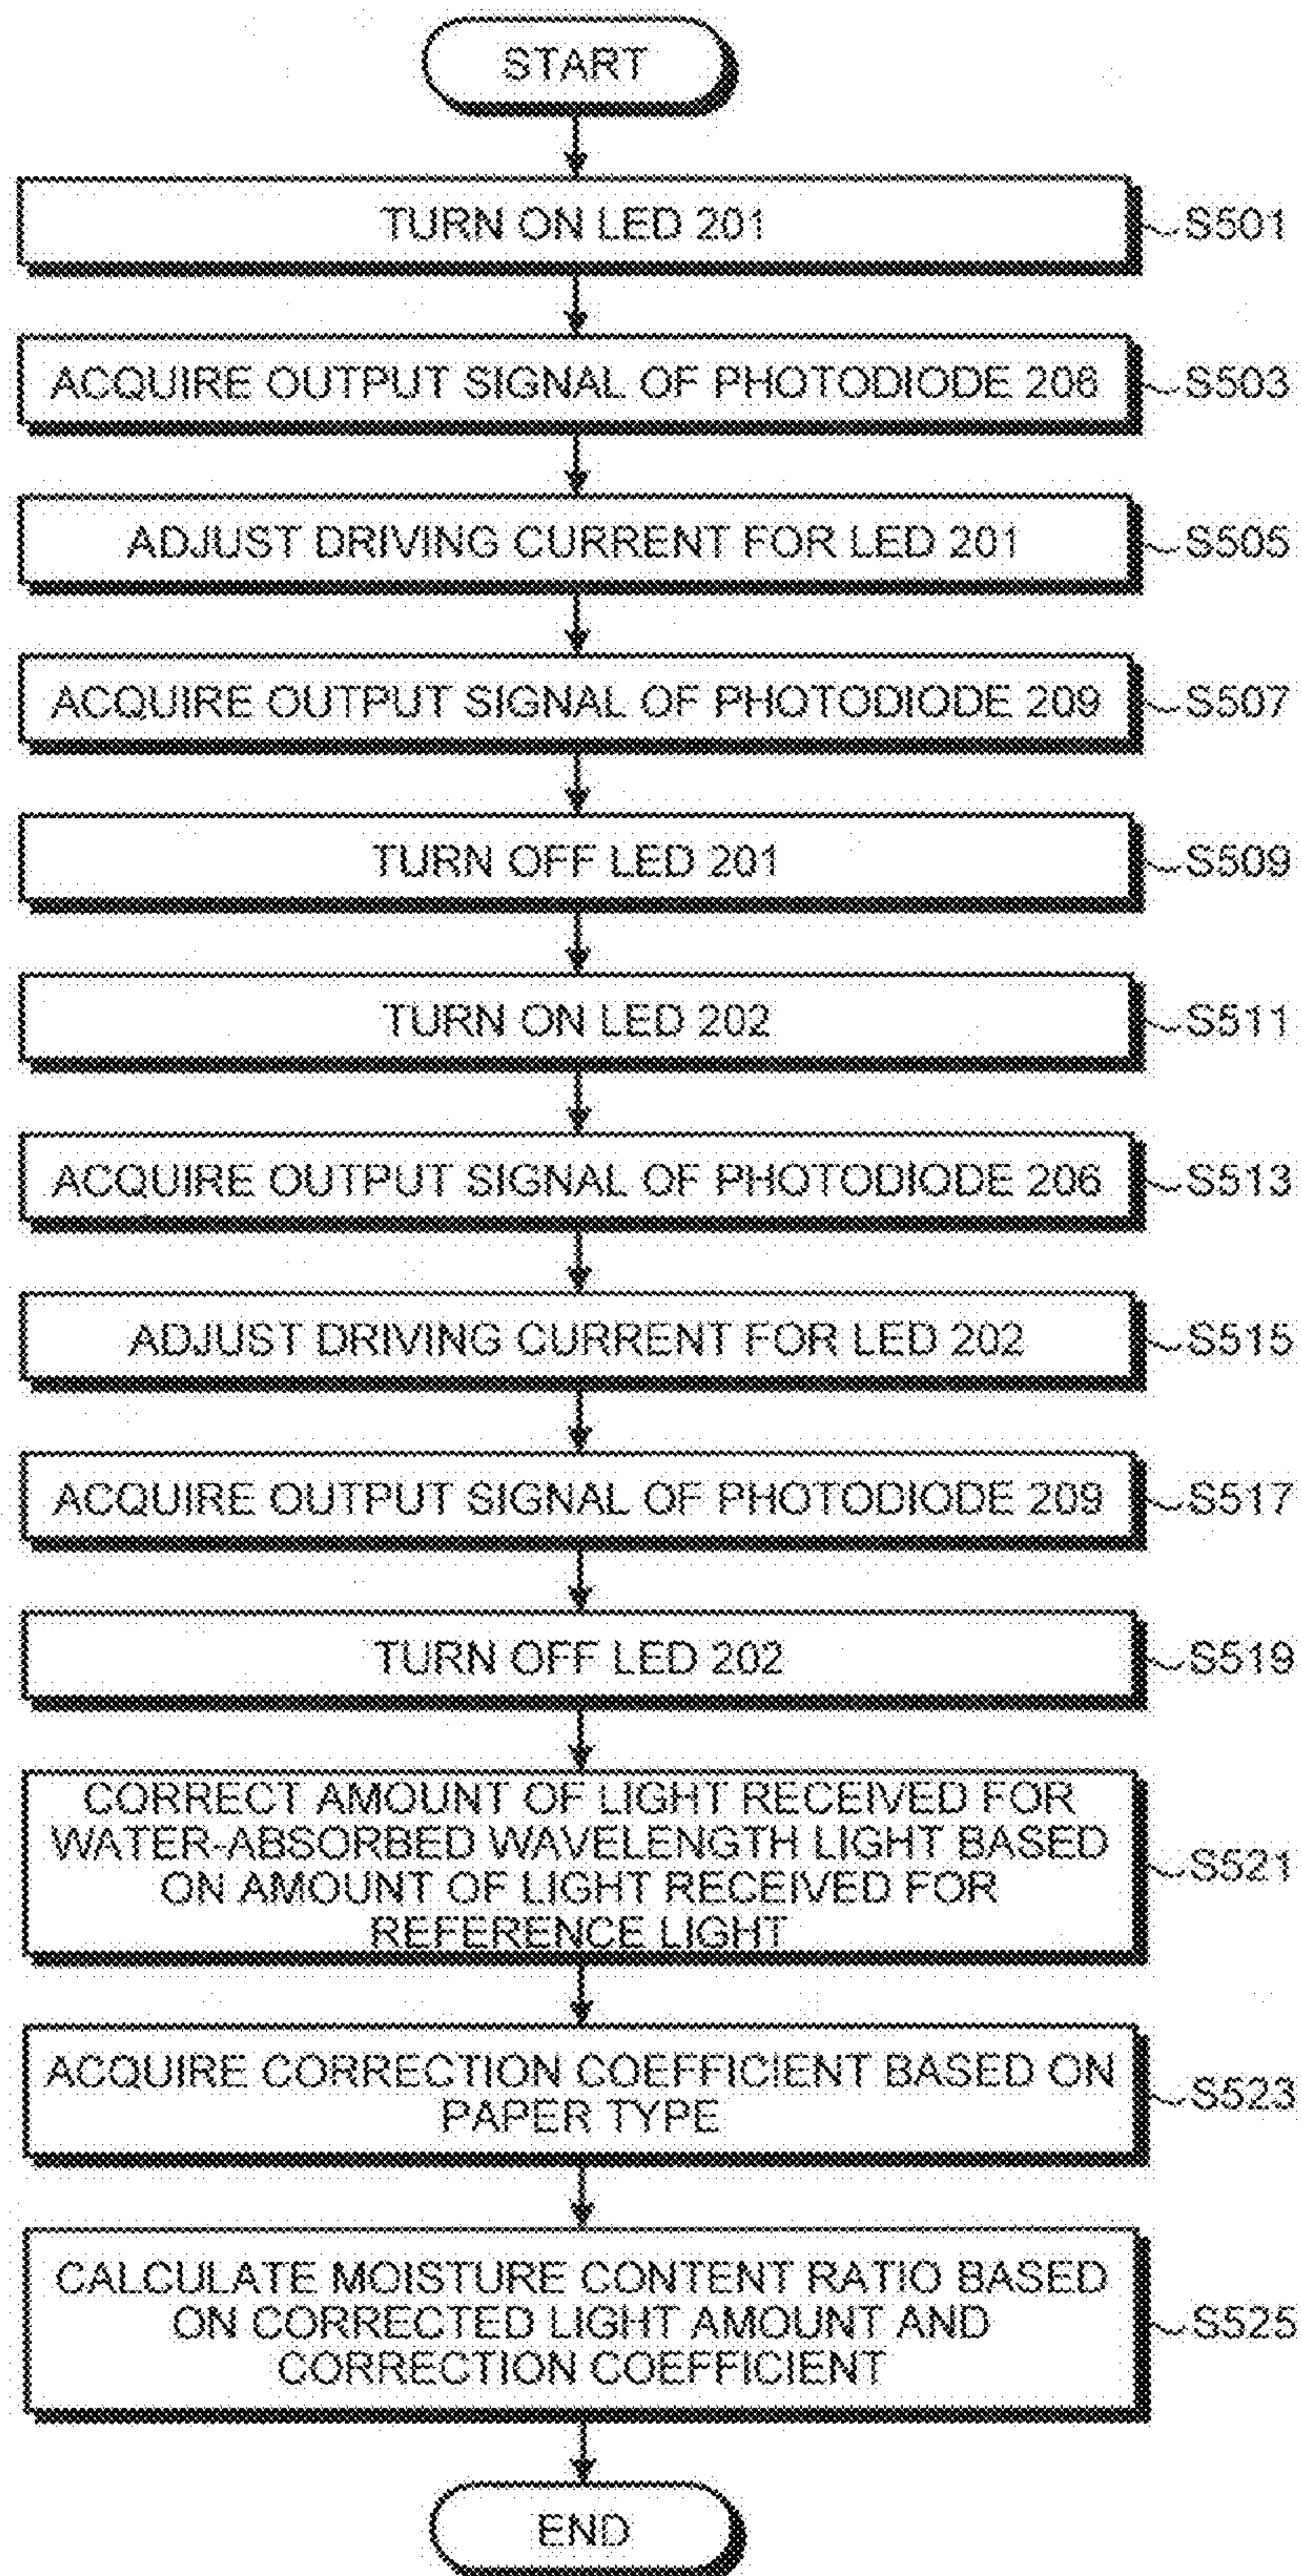 START
TURN ON LED 201
S501
ACQUIRE OUTPUT SIGNAL OF PHOTODIODE 206
S503
ADJUST DRIVING CURRENT FOR LED 201
S505
ACQUIRE OUTPUT SIGNAL OF PHOTODIODE 209
S507
TURN OFF LED 201
S509
TURN ON LED 202
S511
ACQUIRE OUTPUT SIGNAL OF PHOTODIODE 206
S513
ADJUST DRIVING CURRENT FOR LED 202
S515
ACQUIRE OUTPUT SIGNAL OF PHOTODIODE 209
S517
TURN OFF LED 202
S519
CORRECT AMOUNT OF LIGHT RECEIVED FOR
WATER-ABSORBED WAVELENGTH LIGHT BASED
ON AMOUNT OF LIGHT RECEIVED FOR
REFERENCE LIGHT
S521
ACQUIRE CORRECTION COEFFICIENT BASED ON
PAPER TYPE
S523
CALCULATE MOISTURE CONTENT RATIO BASED
ON CORRECTED LIGHT AMOUNT AND
CORRECTION COEFFICIENT
S525
END